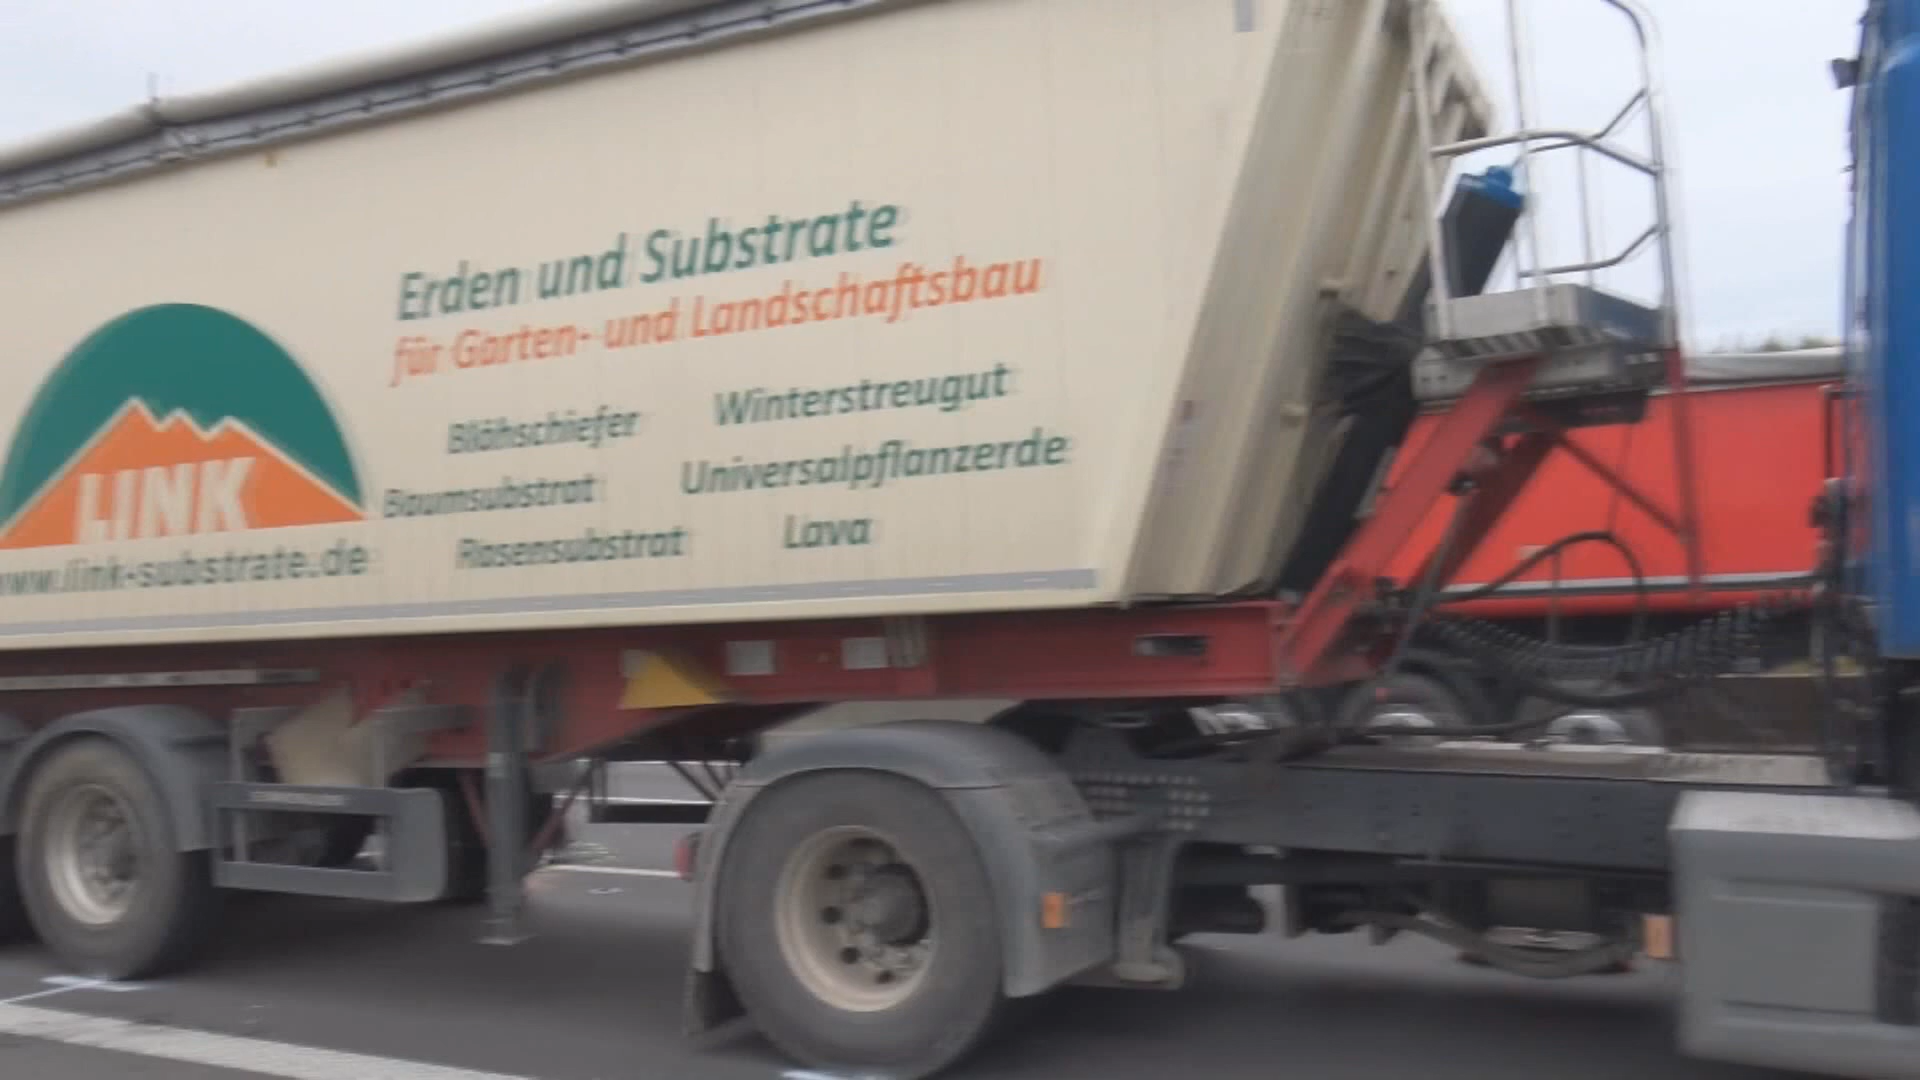 Erden und Substrate
für Garten- und Landschaftsbau
Blähschiefer Winterstreugut
Baumsubstrat Universalpflanzerde
Rasensubstrat Lava
LINK
www.link-substrate.de